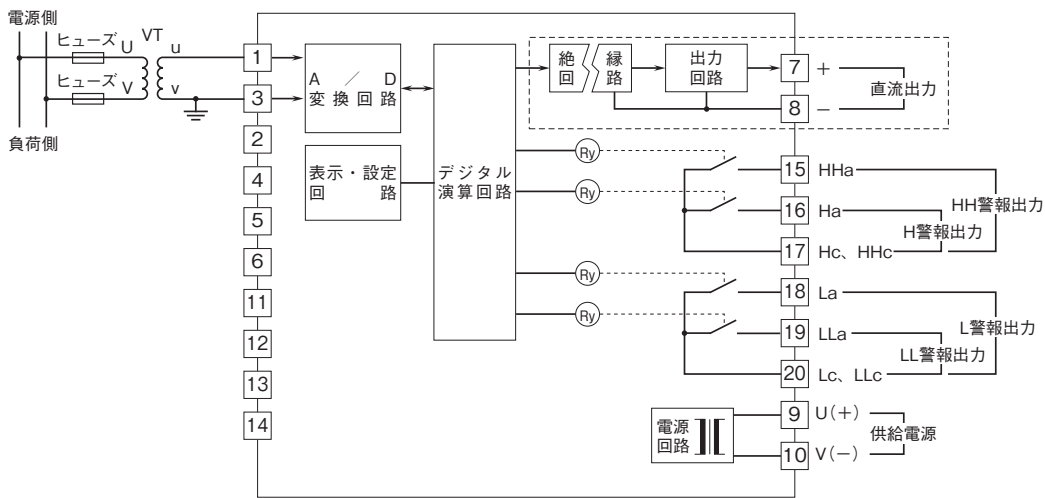 電源側
ヒューズ
U
VT
u
ヒューズ
V
v
負荷側
1
3
2
4
5
6
11
12
13
14
A／D
変換回路
表示・設定
回路
デジタル
演算回路
絶縁
回路
出力
回路
7
+
8
−
直流出力
Ry
Ry
Ry
Ry
15
HHa
16
Ha
17
Hc、HHc
H警報出力
HH警報出力
18
La
19
LLa
20
Lc、LLc
LL警報出力
L警報出力
電源
回路
9
U(+)
10
V(−)
供給電源